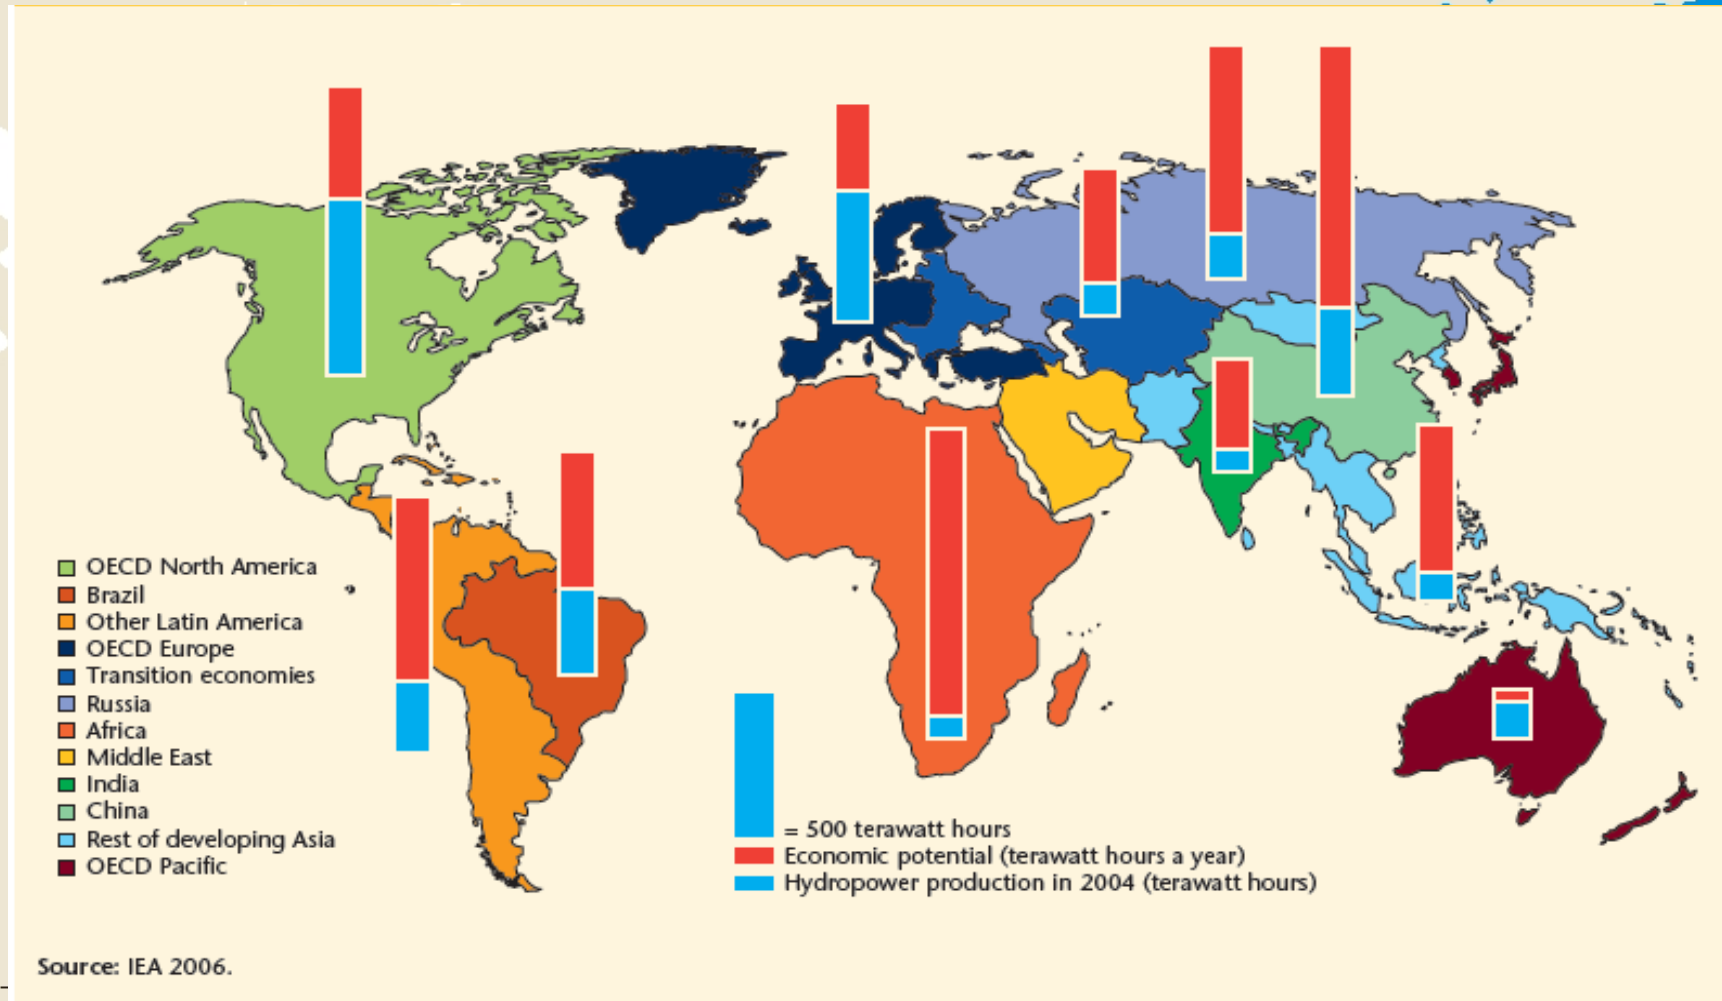 OECD North America
Brazil
Other Latin America
OECD Europe
Transition economies
Russia
Africa
Middle East
India
China
Rest of developing Asia
OECD Pacific
= 500 terawatt hours
Economic potential (terawatt hours a year)
Hydropower production in 2004 (terawatt hours)
Source: IEA 2006.